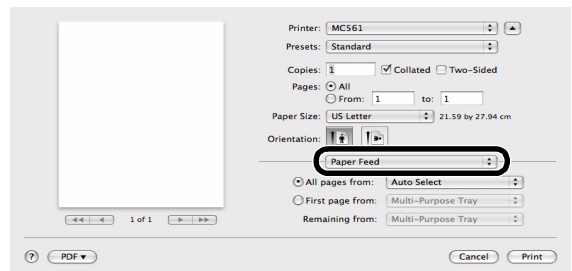 Printer: MC561
Presets: Standard
Copies: 1 Collated Two-Sided
Pages: All
From: 1 to: 1
Paper Size: US Letter 21.59 by 27.94 cm
Orientation:
Paper Feed
All pages from: Auto Select
First page from: Multi-Purpose Tray
Remaining from: Multi-Purpose Tray
1 of 1
? PDF Cancel Print